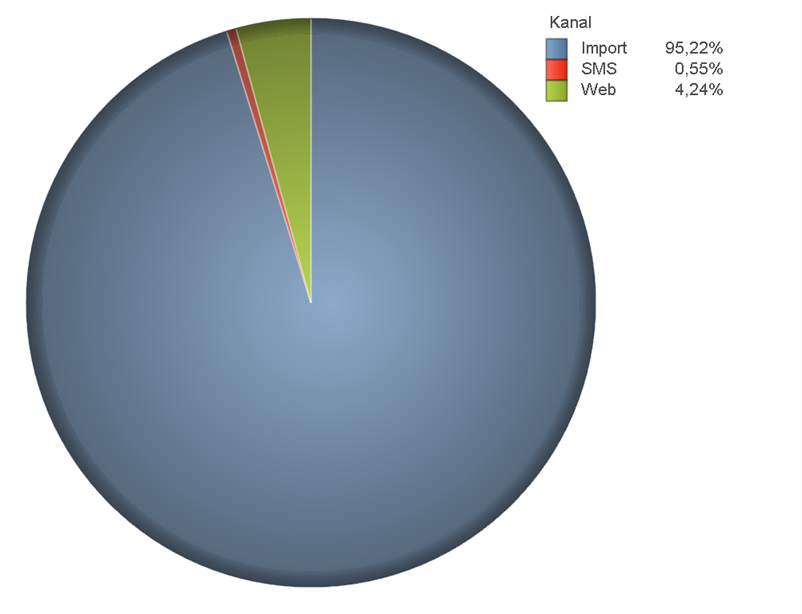 Kanal
Import 95,22%
SMS 0,55%
Web 4,24%